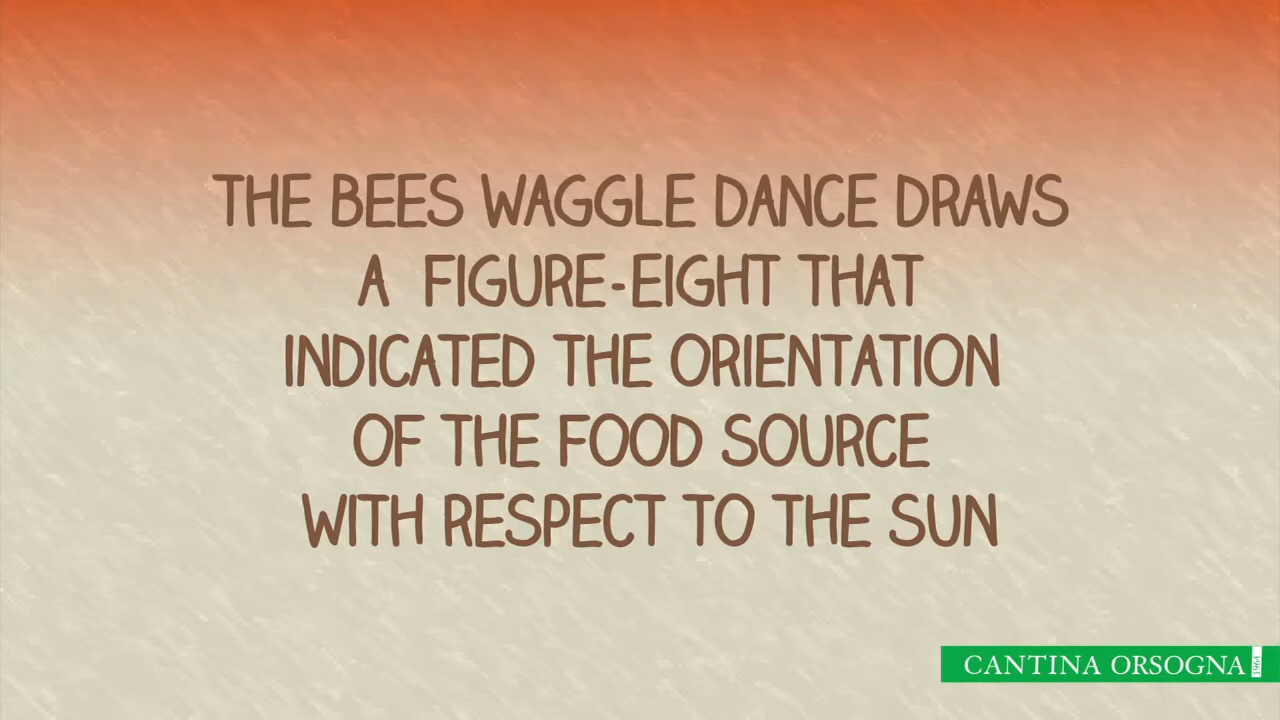 THE BEES WAGGLE DANCE DRAWS
A FIGURE-EIGHT THAT
INDICATED THE ORIENTATION
OF THE FOOD SOURCE
WITH RESPECT TO THE SUN
CANTINA ORSOGNA 1964